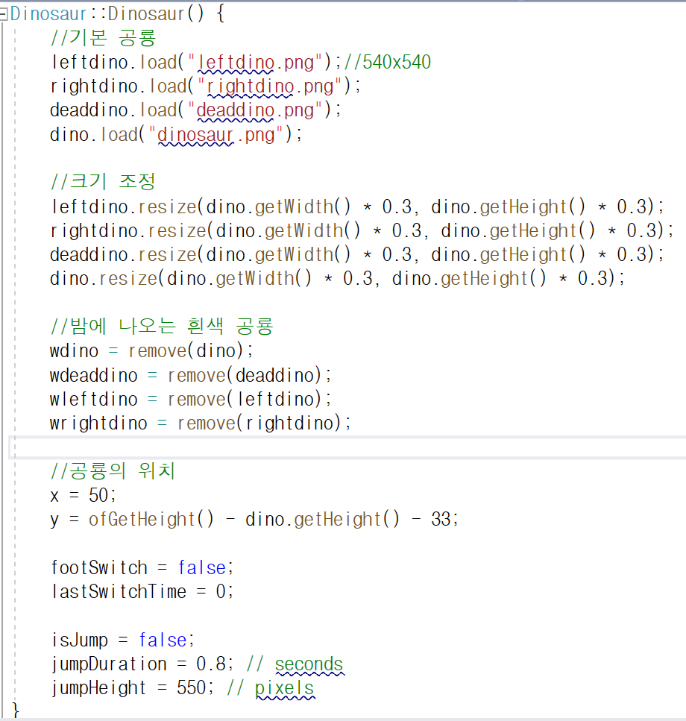 Dinosaur::Dinosaur() {
//기본 공룡
leftdino.load("leftdino.png");//540x540
rightdino.load("rightdino.png");
deaddino.load("deaddino.png");
dino.load("dinosaur.png");
//크기 조정
leftdino.resize(dino.getWidth() * 0.3, dino.getHeight() * 0.3);
rightdino.resize(dino.getWidth() * 0.3, dino.getHeight() * 0.3);
deaddino.resize(dino.getWidth() * 0.3, dino.getHeight() * 0.3);
dino.resize(dino.getWidth() * 0.3, dino.getHeight() * 0.3);
//밤에 나오는 흰색 공룡
wdino = remove(dino);
wdeaddino = remove(deaddino);
wleftdino = remove(leftdino);
wrightdino = remove(rightdino);
//공룡의 위치
x = 50;
y = ofGetHeight() - dino.getHeight() - 33;
footSwitch = false;
lastSwitchTime = 0;
isJump = false;
jumpDuration = 0.8; // seconds
jumpHeight = 550; // pixels
}